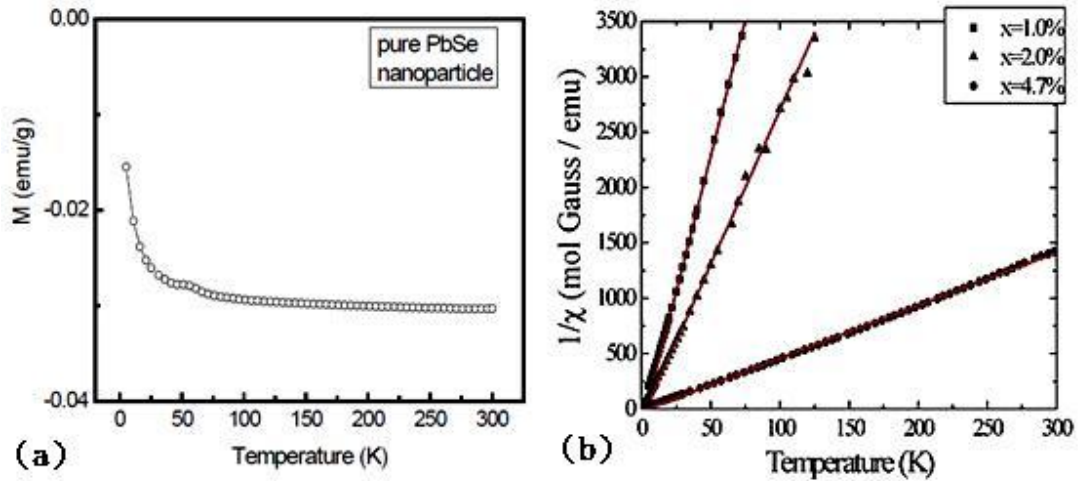 0.00
-0.02
-0.04
M (emu/g)
pure PbSe
nanoparticle
0 50 100 150 200 250 300
Temperature (K)
(a)
3500
3000
2500
2000
1500
1000
500
0
1/χ (mol Gauss / emu)
x=1.0%
x=2.0%
x=4.7%
0 50 100 150 200 250 300
Temperature (K)
(b)